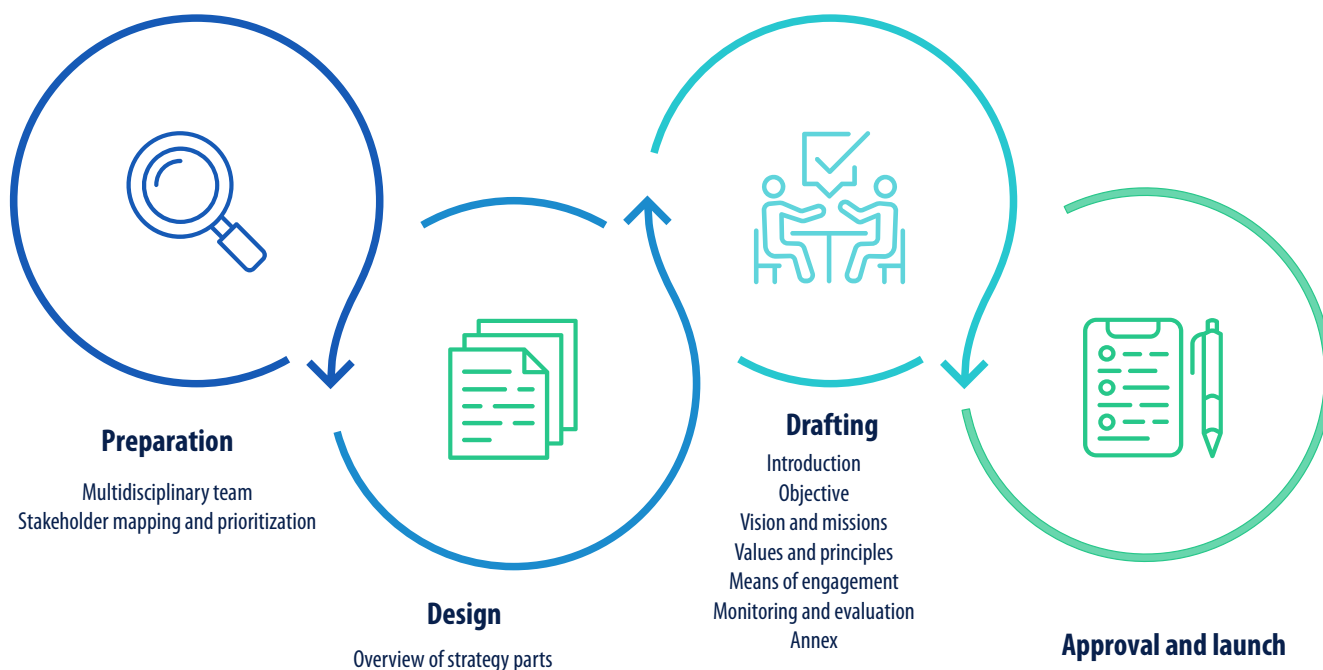 Preparation
Multidisciplinary team
Stakeholder mapping and prioritization
Design
Overview of strategy parts
Drafting
Introduction
Objective
Vision and missions
Values and principles
Means of engagement
Monitoring and evaluation
Annex
Approval and launch